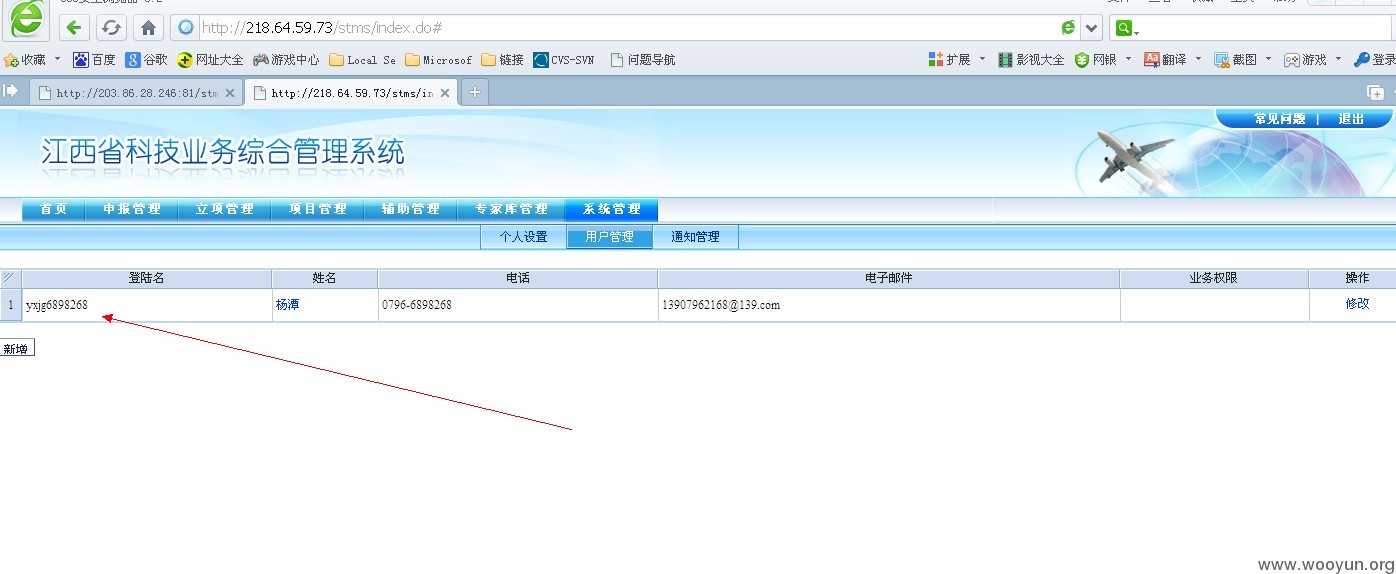 http://218.64.59.73/stms/index.do#
收藏 百度 谷歌 网址大全 游戏中心 Local Se Microsof 链接 CVS-SVN 问题导航 扩展 影视大全 网银 翻译 截图 游戏 登录
http://203.86.28.246:81/stm http://218.64.59.73/stms/in
常见问题 | 退出
江西省科技业务综合管理系统
首页 申报管理 立项管理 项目管理 辅助管理 专家库管理 系统管理
个人设置 用户管理 通知管理
登陆名 姓名 电话 电子邮件 业务权限 操作
1 yxjg6898268 杨潭 0796-6898268 13907962168@139.com 修改
新增
www.wooyun.org